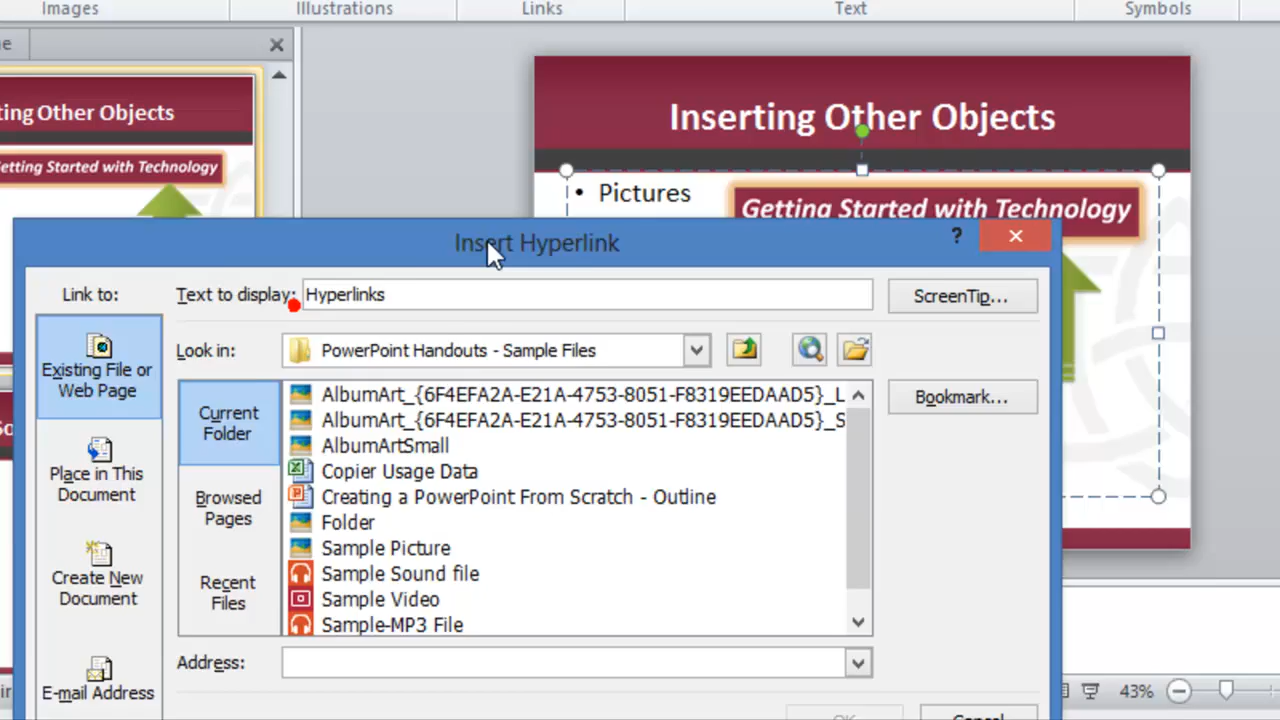 Images Illustrations Links Text Symbols
ting Other Objects
etting Started with Technology
Inserting Other Objects
• Pictures
Getting Started with Technology
Insert Hyperlink
?
Link to:
Text to display: Hyperlinks
ScreenTip...
Look in: PowerPoint Handouts - Sample Files
Existing File or
Web Page
Place in This
Document
Create New
Document
E-mail Address
Current
Folder
Browsed
Pages
Recent
Files
AlbumArt_{6F4EFA2A-E21A-4753-8051-F8319EEDAAD5}_L
AlbumArt_{6F4EFA2A-E21A-4753-8051-F8319EEDAAD5}_S
AlbumArtSmall
Copier Usage Data
Creating a PowerPoint From Scratch - Outline
Folder
Sample Picture
Sample Sound file
Sample Video
Sample-MP3 File
Bookmark...
Address:
OK Cancel
43%